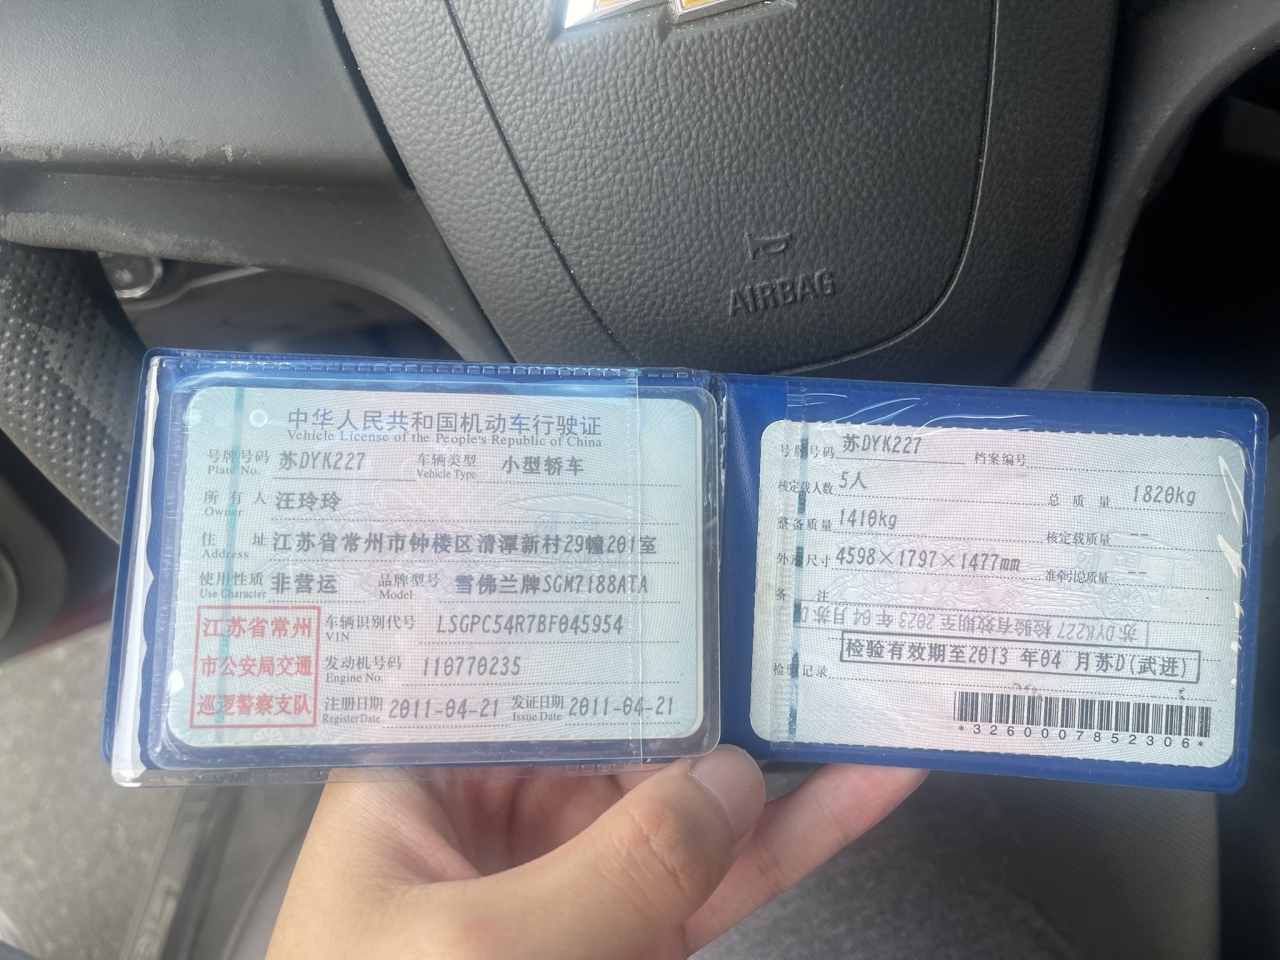 AIRBAG
中华人民共和国机动车行驶证
Vehicle License of the People's Republic of China
号牌号码 苏DYK227 车辆类型 小型轿车
Plate No. Vehicle Type
所有人 汪玲玲
Owner
住址 江苏省常州市钟楼区清潭新村29幢201室
Address
使用性质 非营运 品牌型号 雪佛兰牌SGM7188ATA
Use Character Model
江苏省常州
市公安局交通
巡逻警察支队
车辆识别代号 LSGPC54R7BF045954
VIN
发动机号码 110770235
Engine No.
注册日期 2011-04-21 发证日期 2011-04-21
Register Date Issue Date
号牌号码 苏DYK227 档案编号
核定载人数 5人 总质量 1820kg
整备质量 1410kg 核定载质量 --
外廓尺寸 4598×1797×1477mm 准牵引总质量 --
备注
苏DYK227 检验有效期至2023年04月苏D
检验有效期至2013 年04 月苏D(武进)
检验记录
*3260007852306*